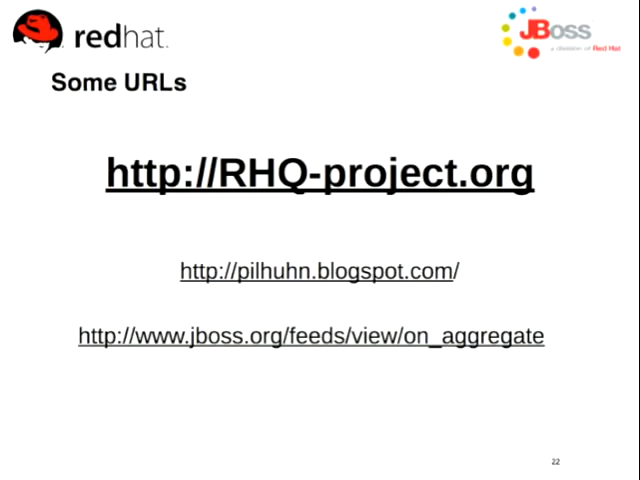 redhat.
JBoss
a division of Red Hat
Some URLs
http://RHQ-project.org
http://pilhuhn.blogspot.com/
http://www.jboss.org/feeds/view/on_aggregate
22